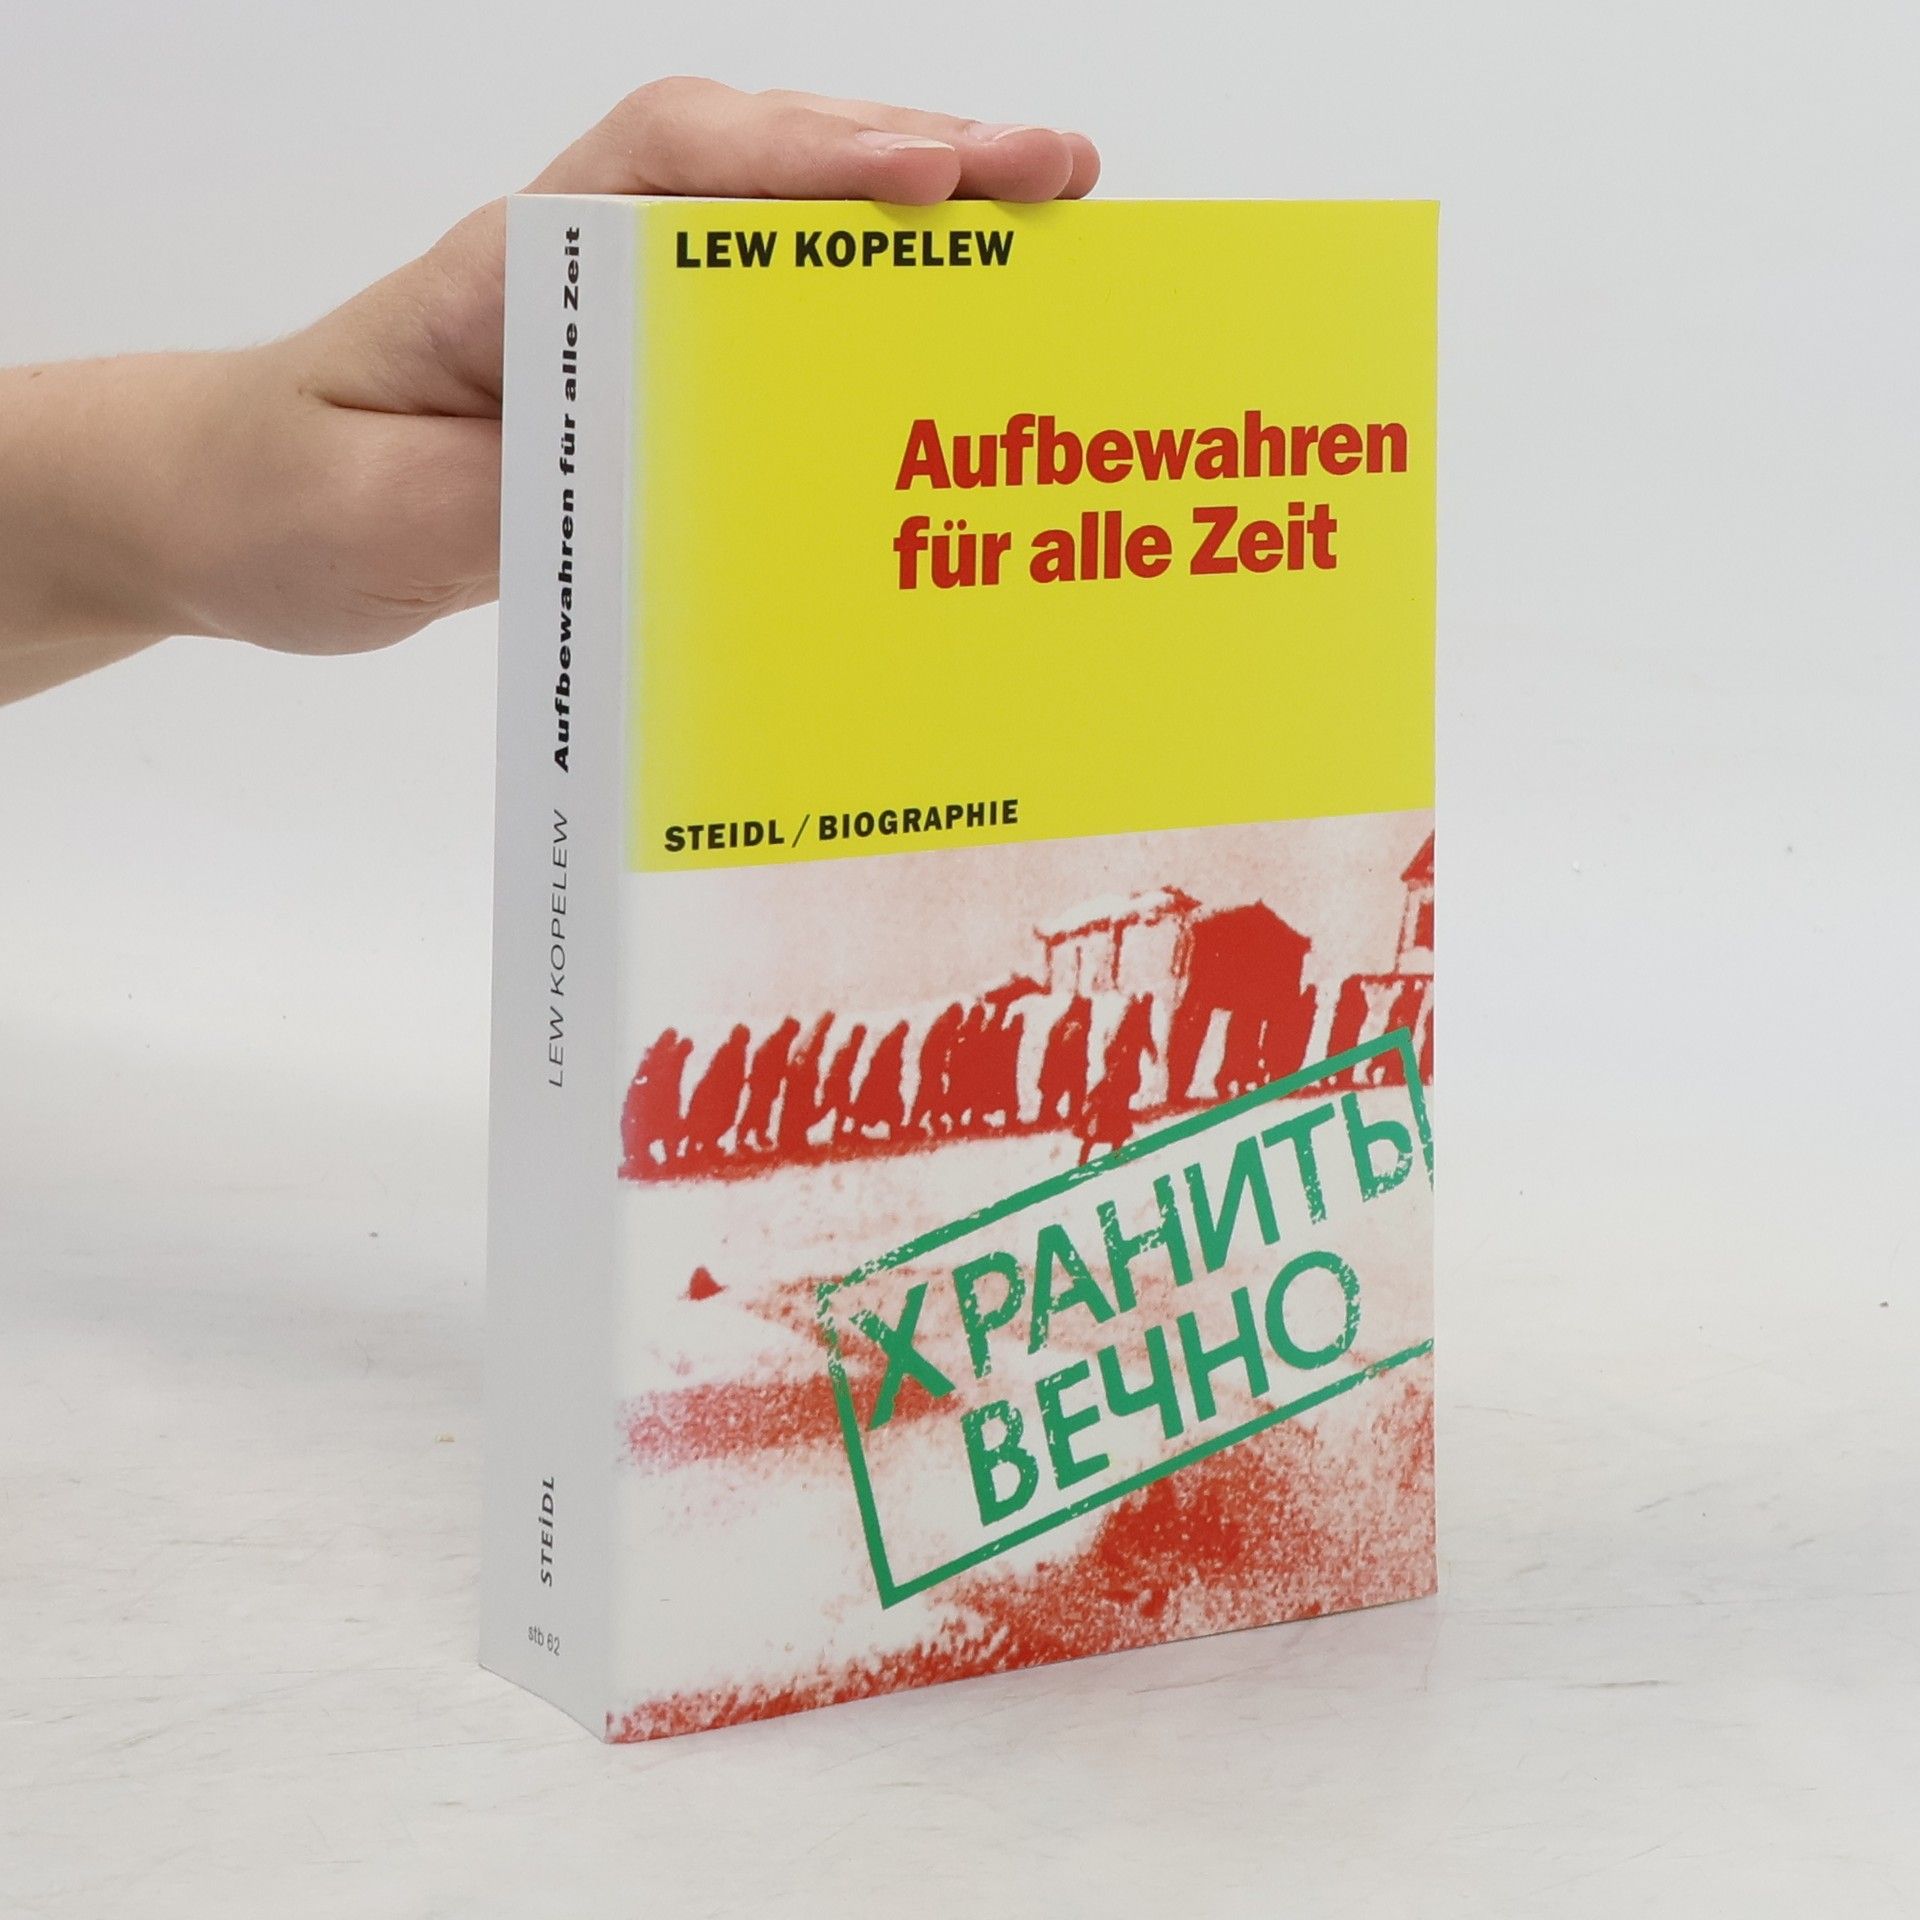 LEW KOPELEW
Aufbewahren
für alle Zeit
STEIDL / BIOGRAPHIE
ХРАНИТЬ
ВЕЧНО
LEW KOPELEW Aufbewahren für alle Zeit
STEIDL
stb 62